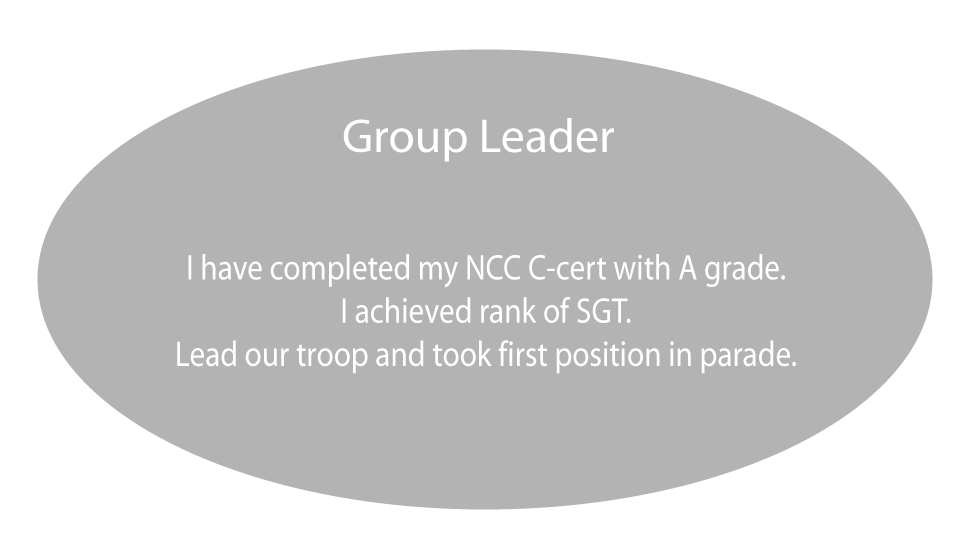 Group Leader
I have completed my NCC C-cert with A grade.
I achieved rank of SGT.
Lead our troop and took first position in parade.